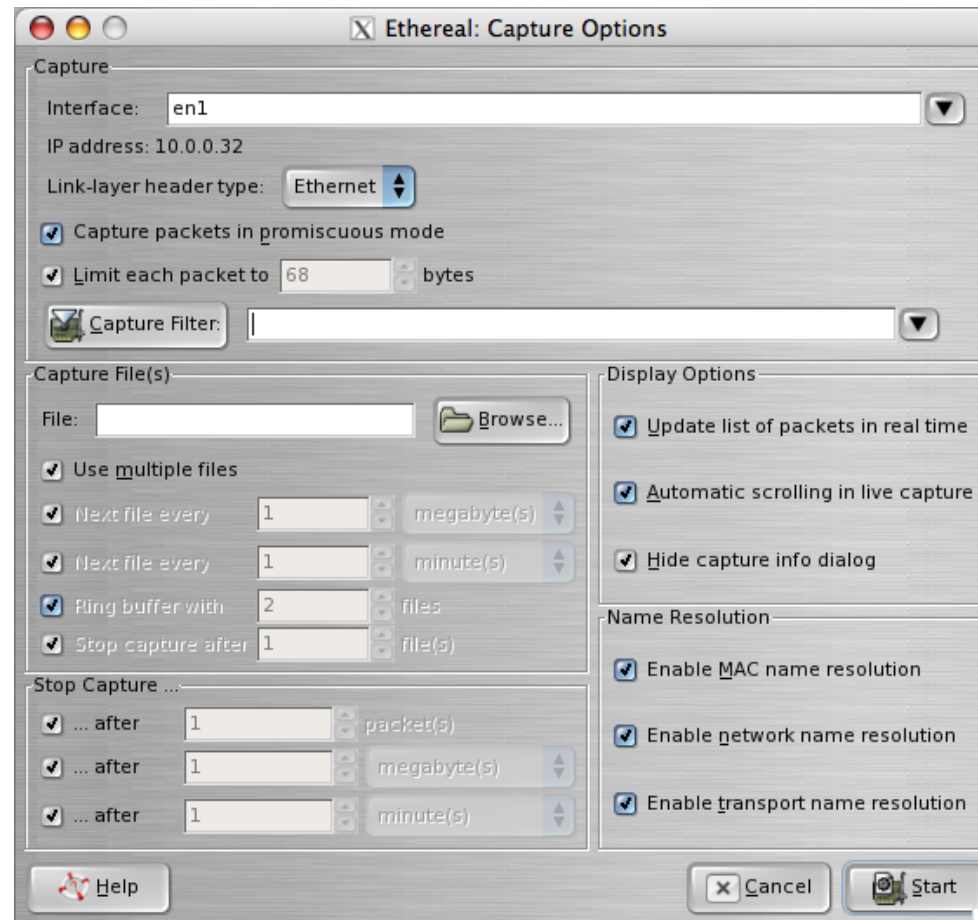 Ethereal: Capture Options
Capture
Interface: en1
IP address: 10.0.0.32
Link-layer header type: Ethernet
Capture packets in promiscuous mode
Limit each packet to 68 bytes
Capture Filter:
Capture File(s)
File: Browse...
Use multiple files
Next file every 1 megabyte(s)
Next file every 1 minute(s)
Ring buffer with 2 files
Stop capture after 1 file(s)
Stop Capture ...
... after 1 packet(s)
... after 1 megabyte(s)
... after 1 minute(s)
Display Options
Update list of packets in real time
Automatic scrolling in live capture
Hide capture info dialog
Name Resolution
Enable MAC name resolution
Enable network name resolution
Enable transport name resolution
Help Cancel Start